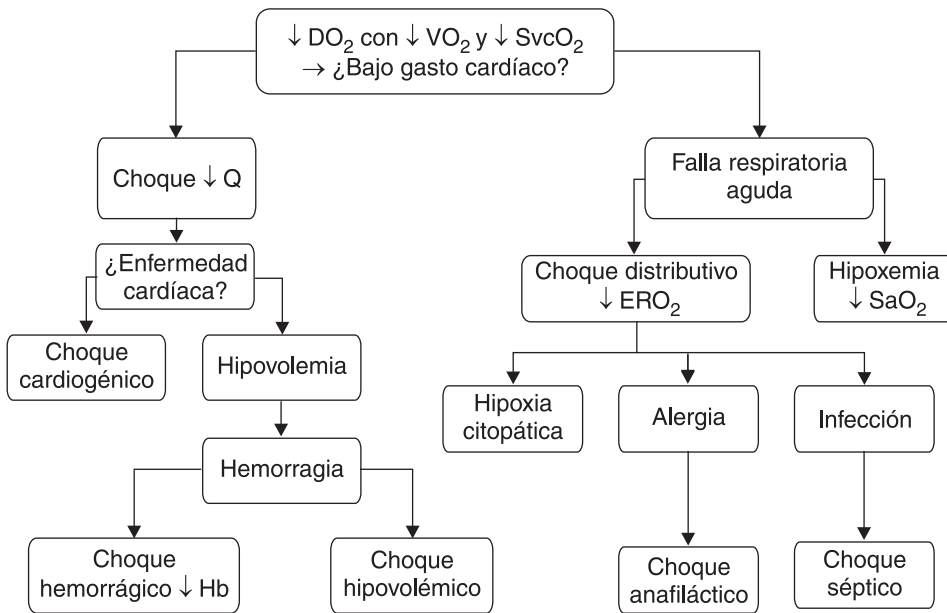 ↓ DO₂ con ↓ VO₂ y ↓ SvcO₂
→ ¿Bajo gasto cardíaco?
Choque ↓ Q
Falla respiratoria
aguda
¿Enfermedad
cardíaca?
Choque distributivo
↓ ERO₂
Hipoxemia
↓ SaO₂
Choque
cardiogénico
Hipovolemia
Hipoxia
citopática
Alergia
Infección
Hemorragia
Choque
hemorrágico ↓ Hb
Choque
hipovolémico
Choque
anafiláctico
Choque
séptico